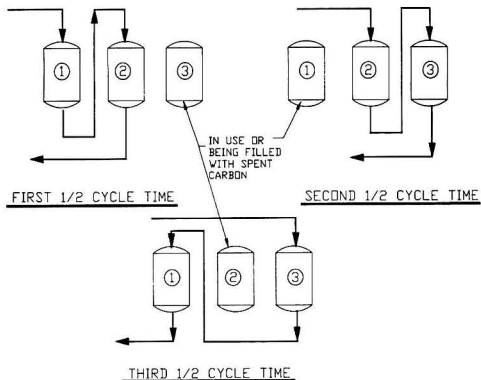 1
2
3
1
2
3
IN USE OR
BEING FILLED
WITH SPENT
CARBON
FIRST 1/2 CYCLE TIME
SECOND 1/2 CYCLE TIME
1
2
3
THIRD 1/2 CYCLE TIME